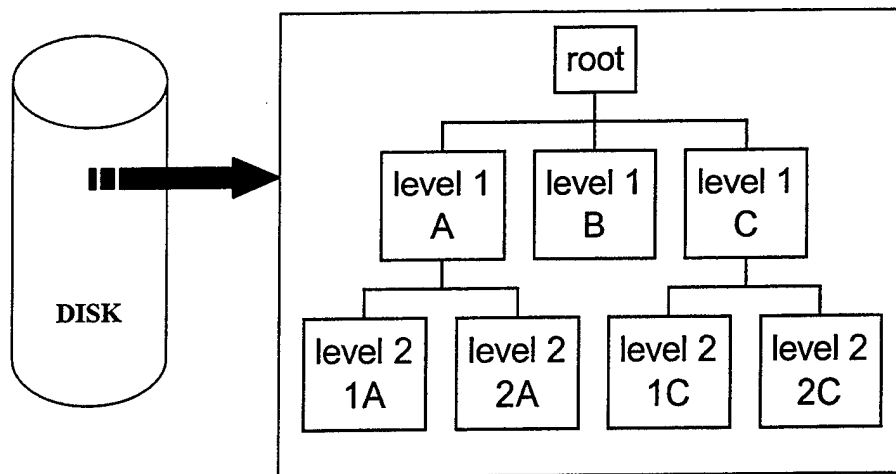 root
level 1
A
level 1
B
level 1
C
DISK
level 2
1A
level 2
2A
level 2
1C
level 2
2C